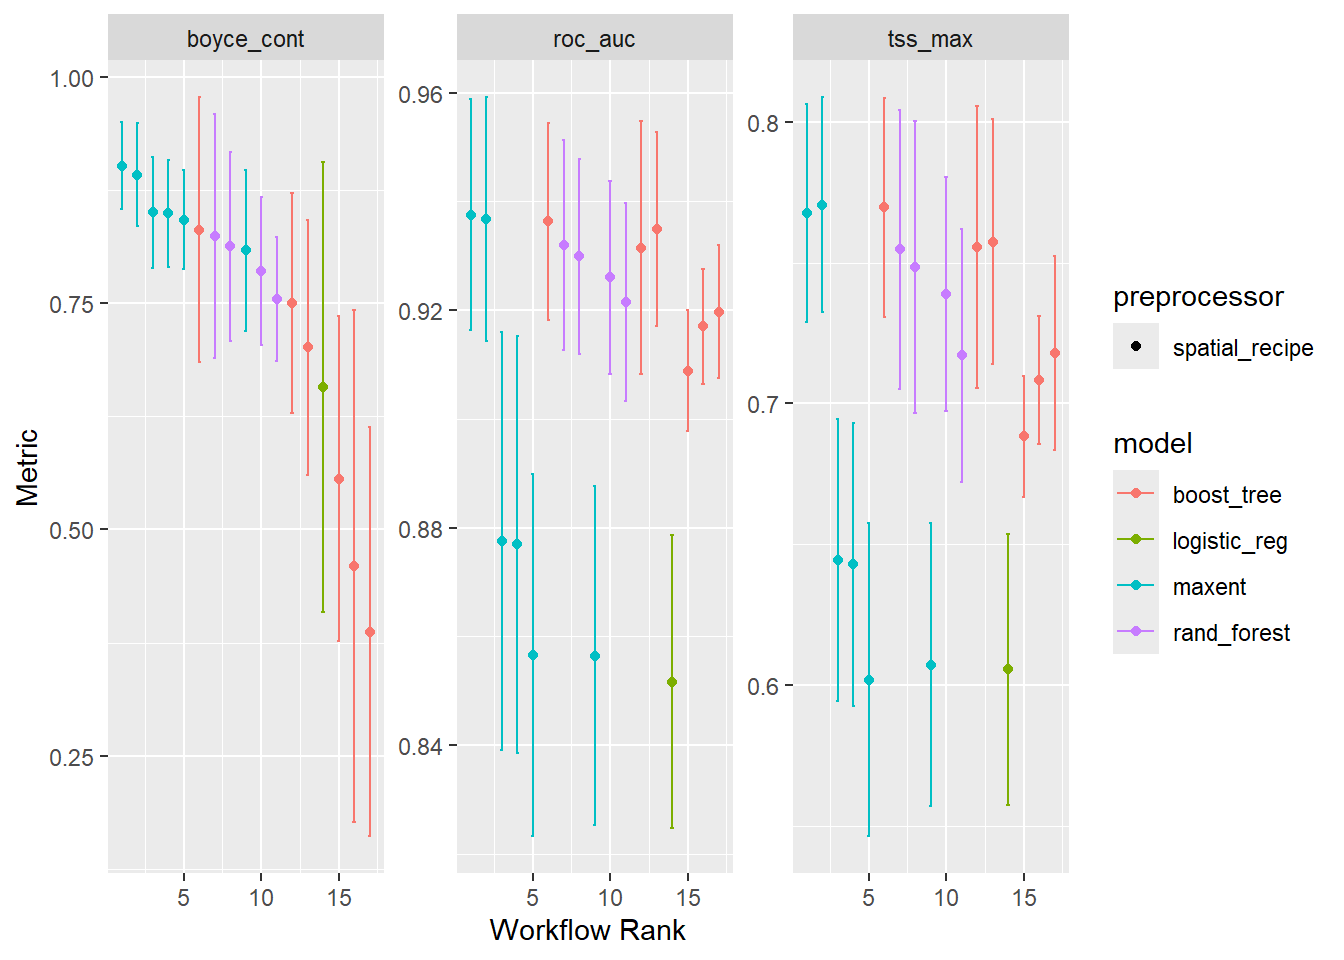 boyce_cont
roc_auc
tss_max
1.00
0.75
0.50
0.25
0.96
0.92
0.88
0.84
0.8
0.7
0.6
5 10 15
5 10 15
5 10 15
Metric
Workflow Rank
preprocessor
spatial_recipe
model
boost_tree
logistic_reg
maxent
rand_forest